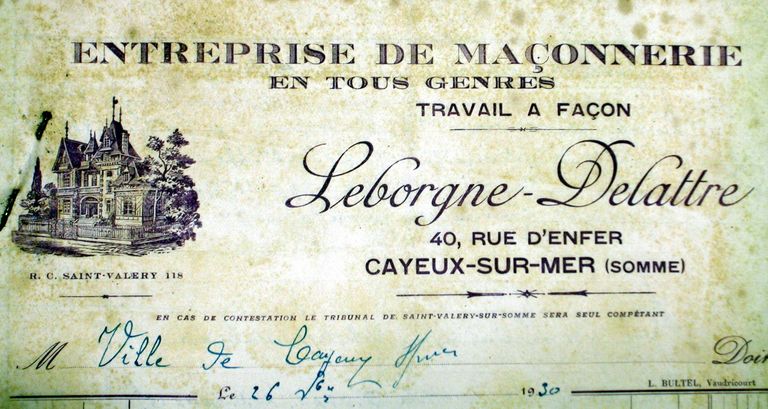 ENTREPRISE DE MAÇONNERIE
EN TOUS GENRES
TRAVAIL A FAÇON
Leborgne-Delattre
40, RUE D'ENFER
CAYEUX-SUR-MER (SOMME)
R. C. SAINT-VALERY 118
EN CAS DE CONTESTATION LE TRIBUNAL DE SAINT-VALERY-SUR-SOMME SERA SEUL COMPÉTANT
M Ville de Cayeux s/mer Doit
Le 26 1930
L. BULTEL, Vaudricourt